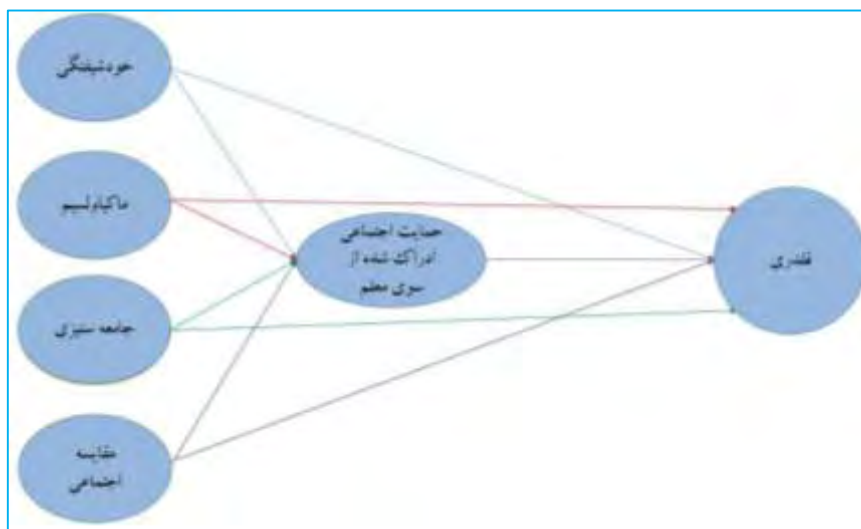 خودشیفتگی
ماکیاولیسم
حمایت اجتماعی
ادراک شده از
سوی معلم
قلدری
جامعه ستیزی
مقایسه
اجتماعی